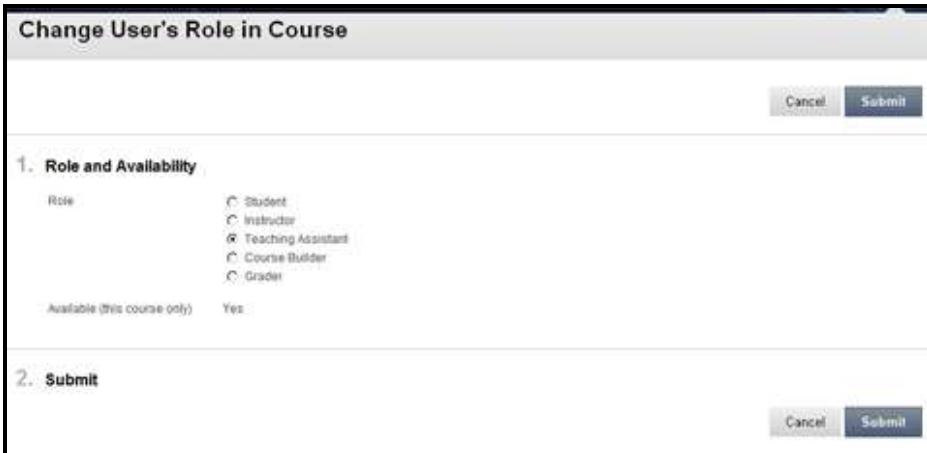 Change User's Role in Course
Cancel Submit
1. Role and Availability
Role
Student
Instructor
Teaching Assistant
Course Builder
Grader
Available (this course only) Yes
2. Submit
Cancel Submit